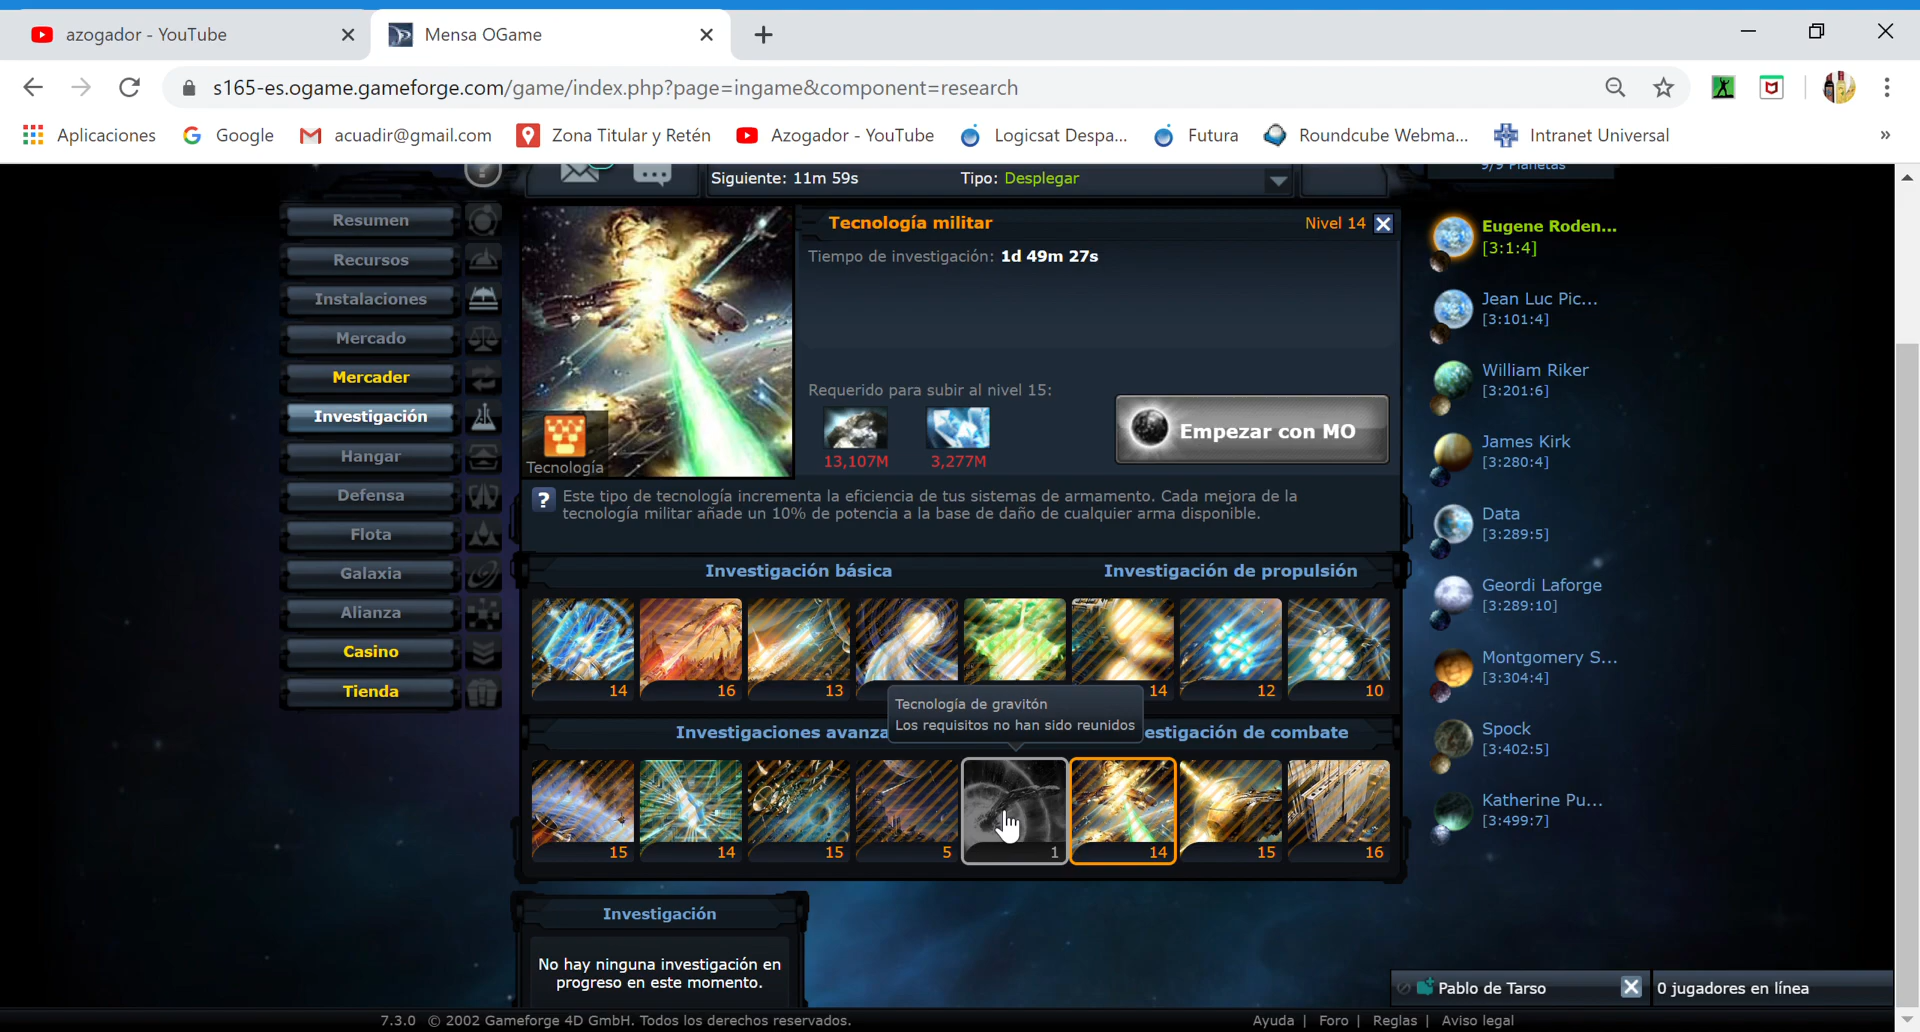 azogador - YouTube
Mensa OGame
s165-es.ogame.gameforge.com/game/index.php?page=ingame&component=research
Aplicaciones
Google
acuadir@gmail.com
Zona Titular y Retén
Azogador - YouTube
Logicsat Despa...
Futura
Roundcube Webma...
Intranet Universal
»
Siguiente: 11m 59s
Tipo: Desplegar
9/9 Planetas
Resumen
Recursos
Instalaciones
Mercado
Mercader
Investigación
Hangar
Defensa
Flota
Galaxia
Alianza
Casino
Tienda
Tecnología militar
Nivel 14
Tiempo de investigación: 1d 49m 27s
Requerido para subir al nivel 15:
13,107M
3,277M
Empezar con MO
Tecnología
? Este tipo de tecnología incrementa la eficiencia de tus sistemas de armamento. Cada mejora de la
tecnología militar añade un 10% de potencia a la base de daño de cualquier arma disponible.
Investigación básica
Investigación de propulsión
14
16
13
14
12
10
Tecnología de gravitón
Los requisitos no han sido reunidos
Investigaciones avanza
estigación de combate
15
14
15
5
1
14
15
16
Investigación
No hay ninguna investigación en
progreso en este momento.
Eugene Roden...
[3:1:4]
Jean Luc Pic...
[3:101:4]
William Riker
[3:201:6]
James Kirk
[3:280:4]
Data
[3:289:5]
Geordi Laforge
[3:289:10]
Montgomery S...
[3:304:4]
Spock
[3:402:5]
Katherine Pu...
[3:499:7]
Pablo de Tarso
0 jugadores en línea
7.3.0 © 2002 Gameforge 4D GmbH. Todos los derechos reservados.
Ayuda | Foro | Reglas | Aviso legal